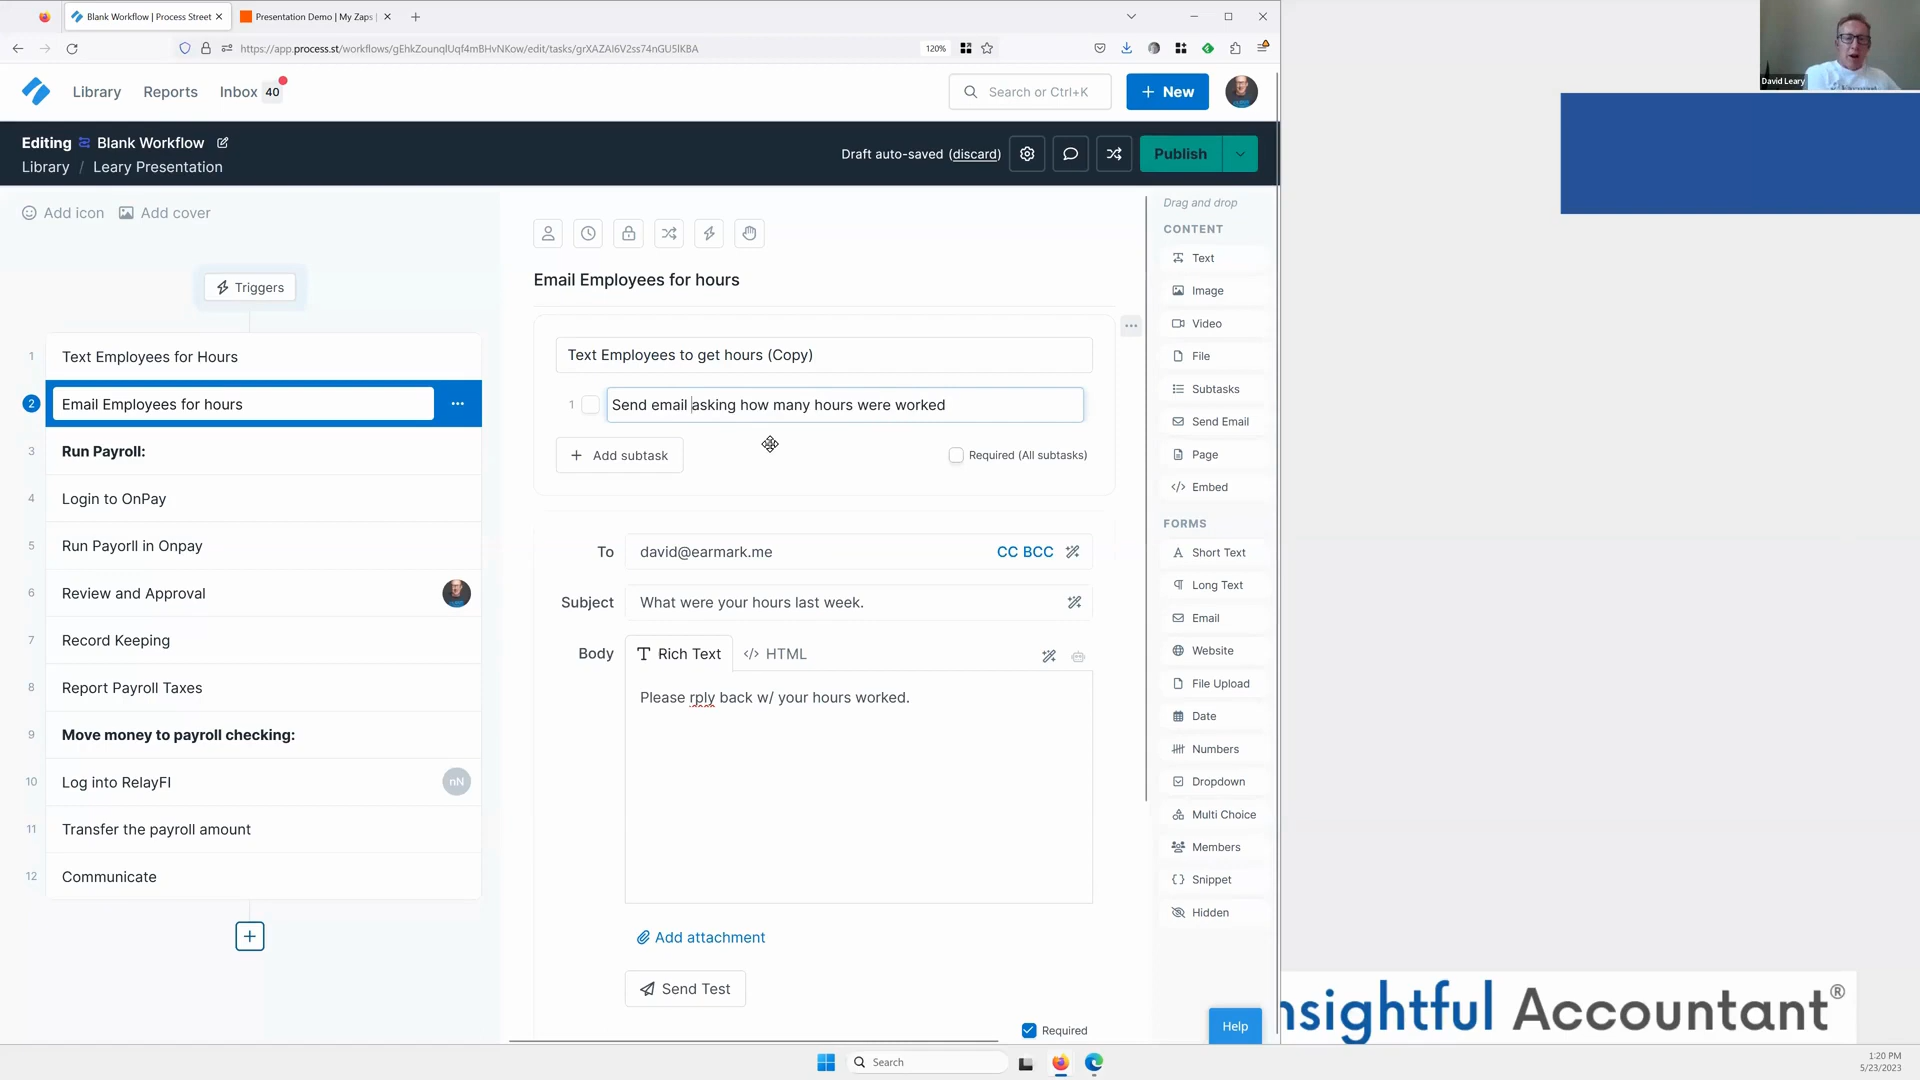 Blank Workflow | Process Street
Presentation Demo | My Zaps |
https://app.process.st/workflows/gEhkZounqlUqf4mBHvNKow/edit/tasks/grXAZAI6V2ss74nGU5lKBA
120%
Library
Reports
Inbox 40
Search or Ctrl+K
+ New
David Leary
Editing Blank Workflow
Library / Leary Presentation
Draft auto-saved (discard)
Publish
Add icon
Add cover
Triggers
1 Text Employees for Hours
2 Email Employees for hours
3 Run Payroll:
4 Login to OnPay
5 Run Payorll in Onpay
6 Review and Approval
7 Record Keeping
8 Report Payroll Taxes
9 Move money to payroll checking:
10 Log into RelayFI
nN
11 Transfer the payroll amount
12 Communicate
Email Employees for hours
Text Employees to get hours (Copy)
1 Send email asking how many hours were worked
+ Add subtask
Required (All subtasks)
To david@earmark.me CC BCC
Subject What were your hours last week.
Body Rich Text </> HTML
Please rply back w/ your hours worked.
Add attachment
Send Test
Required
Drag and drop
CONTENT
Text
Image
Video
File
Subtasks
Send Email
Page
Embed
FORMS
Short Text
Long Text
Email
Website
File Upload
Date
Numbers
Dropdown
Multi Choice
Members
Snippet
Hidden
Help
nsightful Accountant®
Search
1:20 PM
5/23/2023